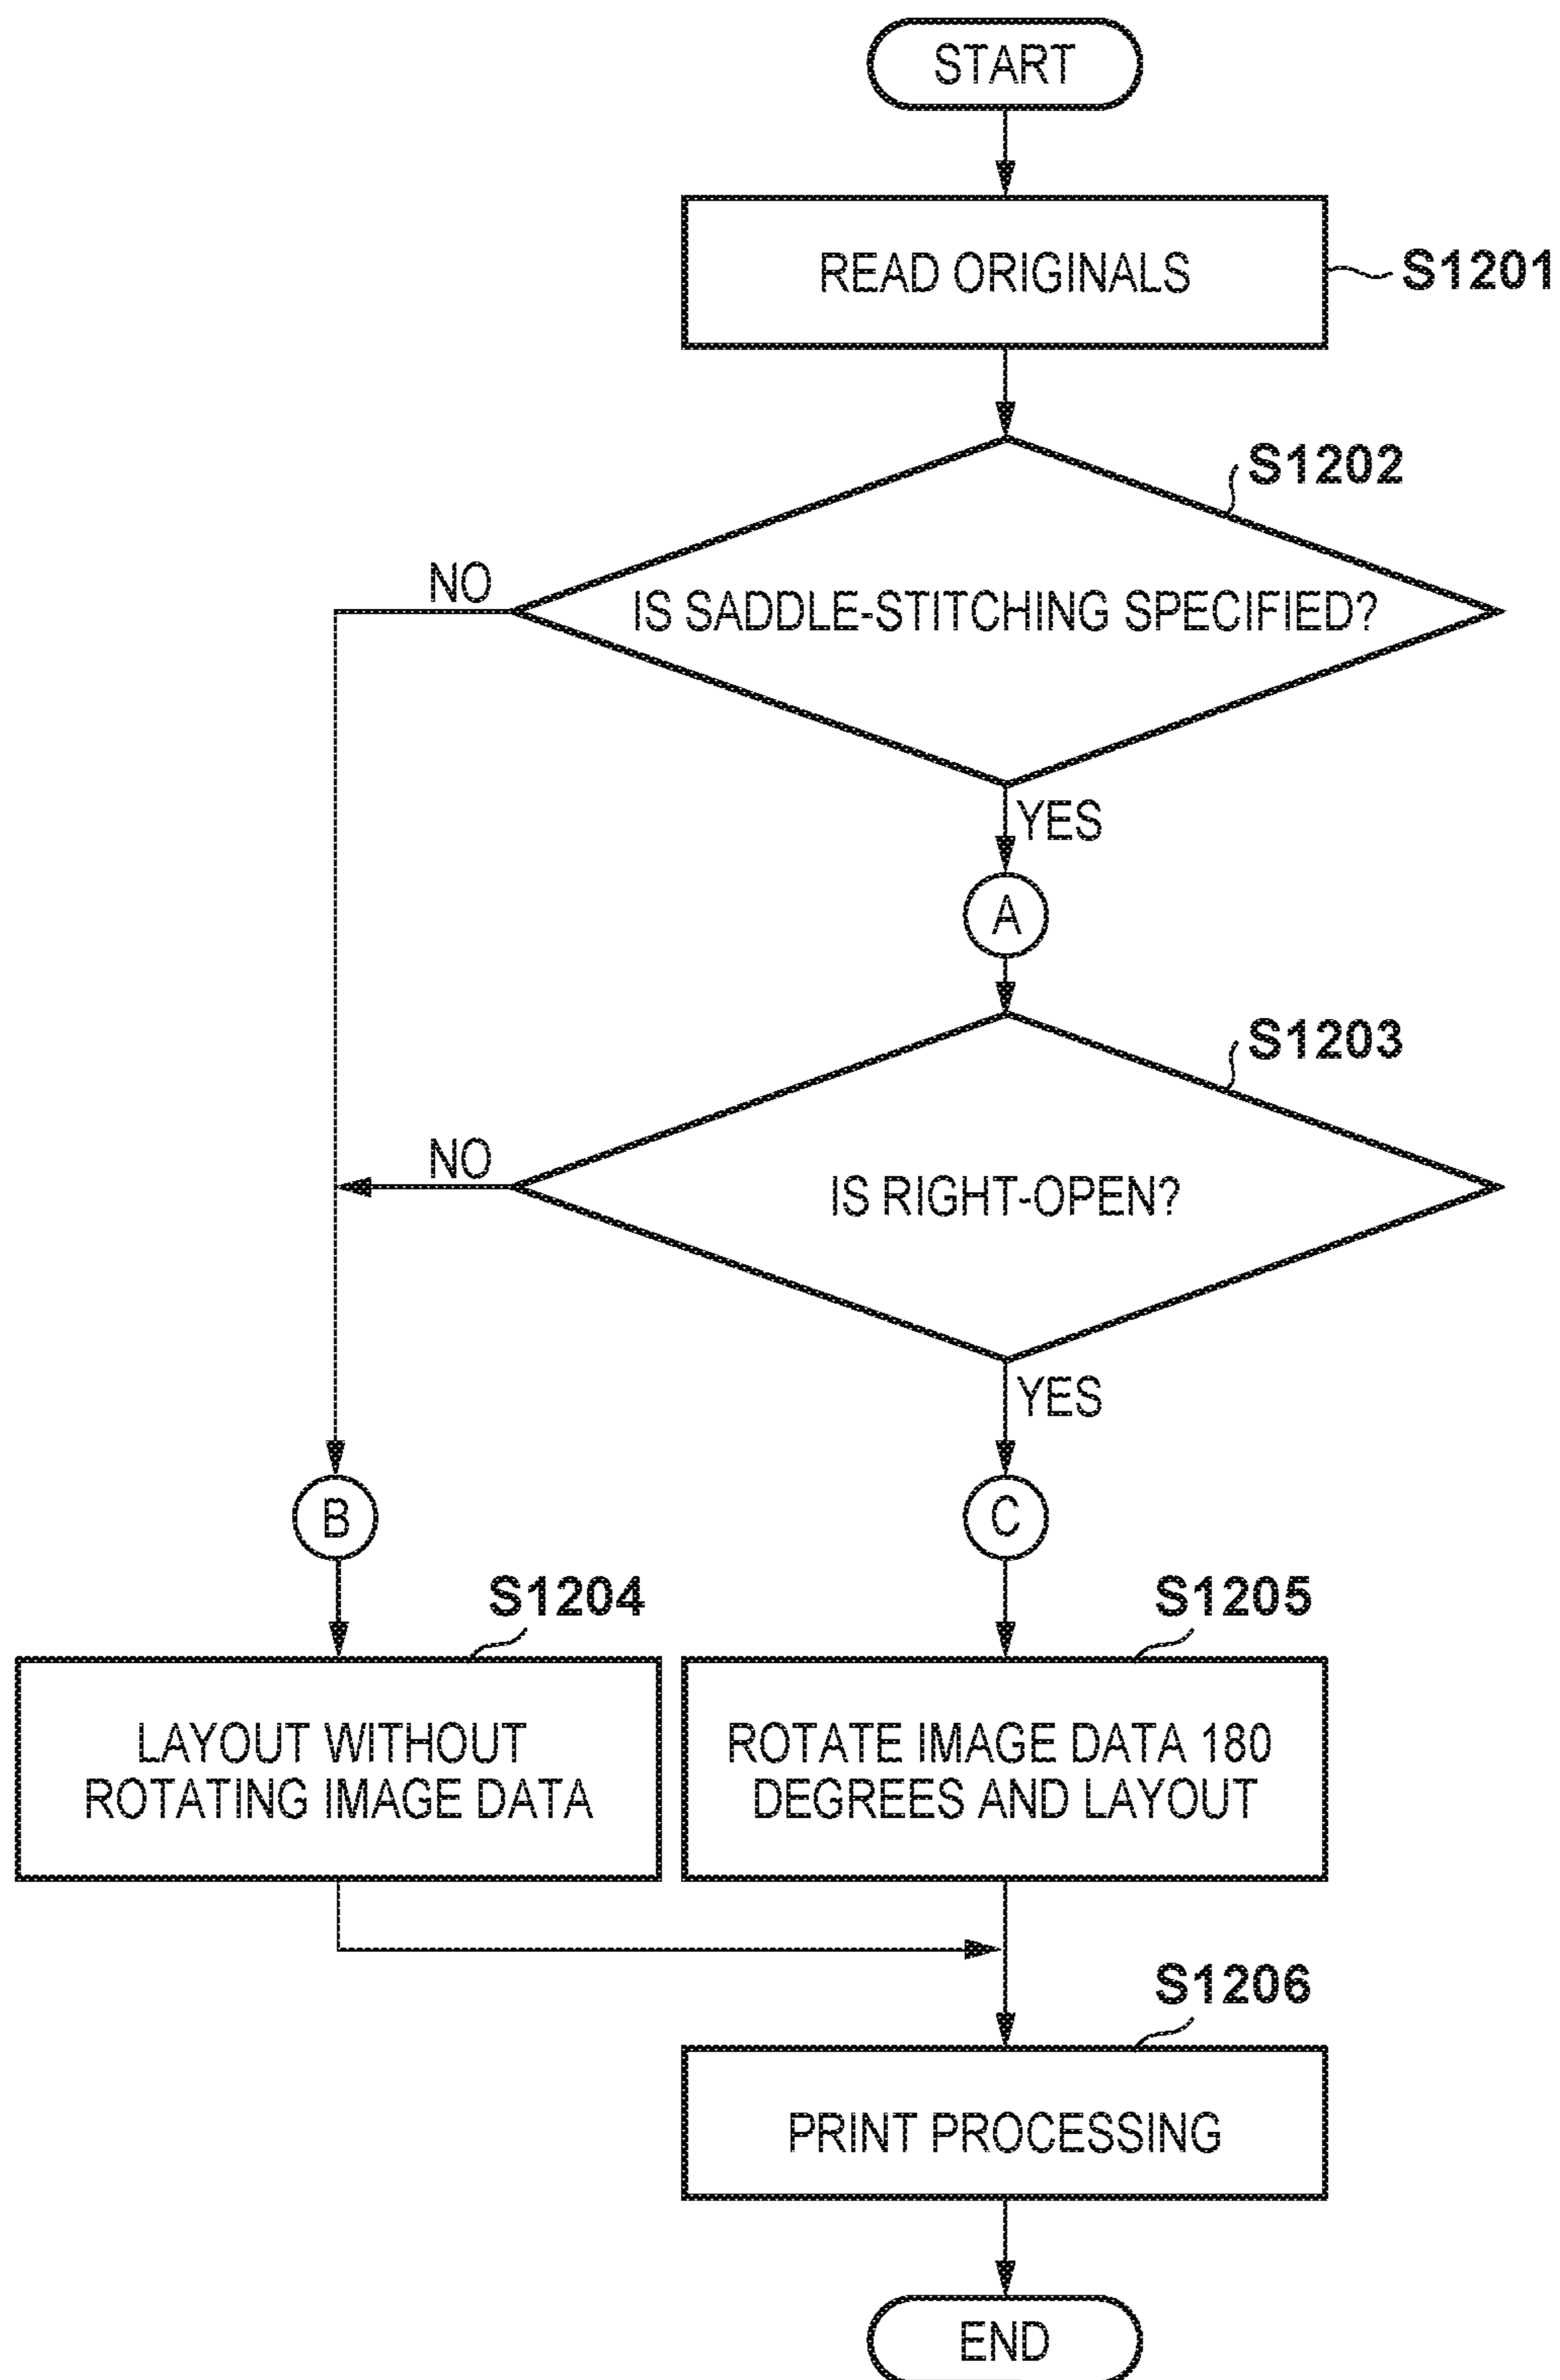 START
READ ORIGINALS
S1201
S1202
IS SADDLE-STITCHING SPECIFIED?
NO
YES
A
S1203
IS RIGHT-OPEN?
NO
YES
B
C
S1204
LAYOUT WITHOUT
ROTATING IMAGE DATA
S1205
ROTATE IMAGE DATA 180
DEGREES AND LAYOUT
S1206
PRINT PROCESSING
END